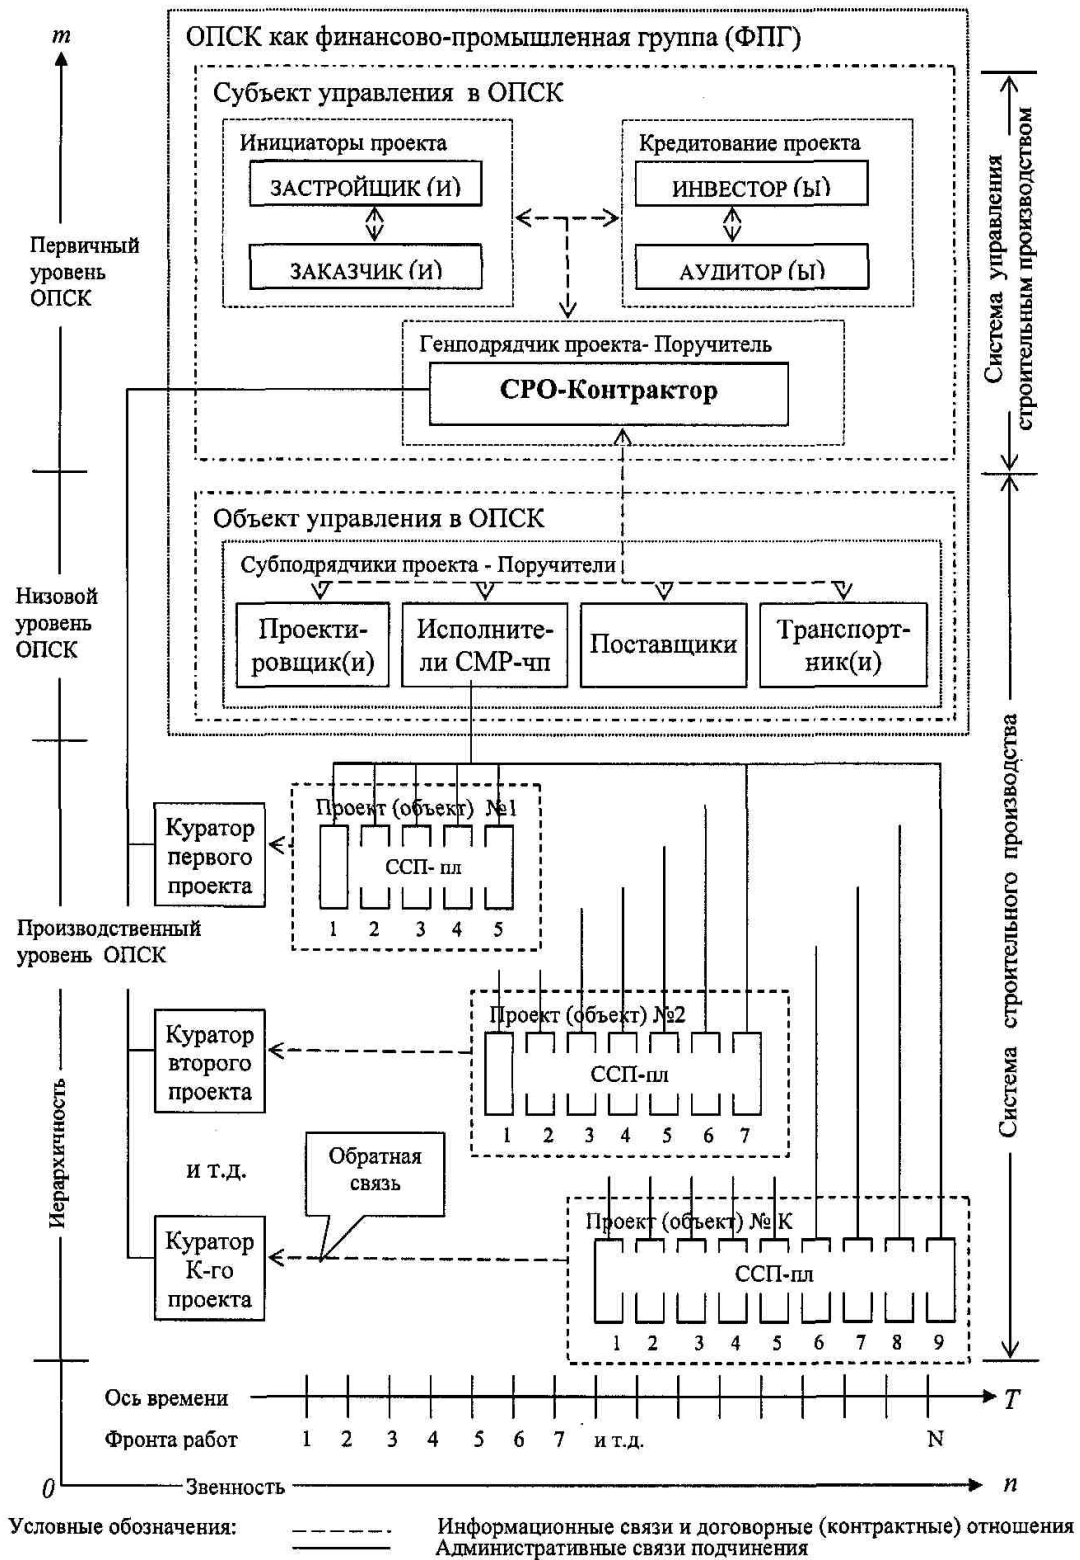 m
ОПСК как финансово-промышленная группа (ФПГ)
Субъект управления в ОПСК
Инициаторы проекта
ЗАСТРОЙЩИК (И)
ЗАКАЗЧИК (И)
Кредитование проекта
ИНВЕСТОР (Ы)
АУДИТОР (Ы)
Генподрядчик проекта- Поручитель
СРО-Контрактор
Первичный
уровень
ОПСК
Система управления
строительным производством
Объект управления в ОПСК
Субподрядчики проекта - Поручители
Проекти-
ровщик(и)
Исполните-
ли СМР-чп
Поставщики
Транспорт-
ник(и)
Низовой
уровень
ОПСК
Система строительного производства
Проект (объект) №1
ССП- пл
1 2 3 4 5
Куратор
первого
проекта
Производственный
уровень ОПСК
Проект (объект) №2
ССП-пл
1 2 3 4 5 6 7
Куратор
второго
проекта
и т.д.
Обратная
связь
Иерархичность
Проект (объект) № К
ССП-пл
1 2 3 4 5 6 7 8 9
Куратор
К-го
проекта
Ось времени
T
Фронта работ 1 2 3 4 5 6 7 и т.д. N
0 Звенность n
Условные обозначения:
Информационные связи и договорные (контрактные) отношения
Административные связи подчинения